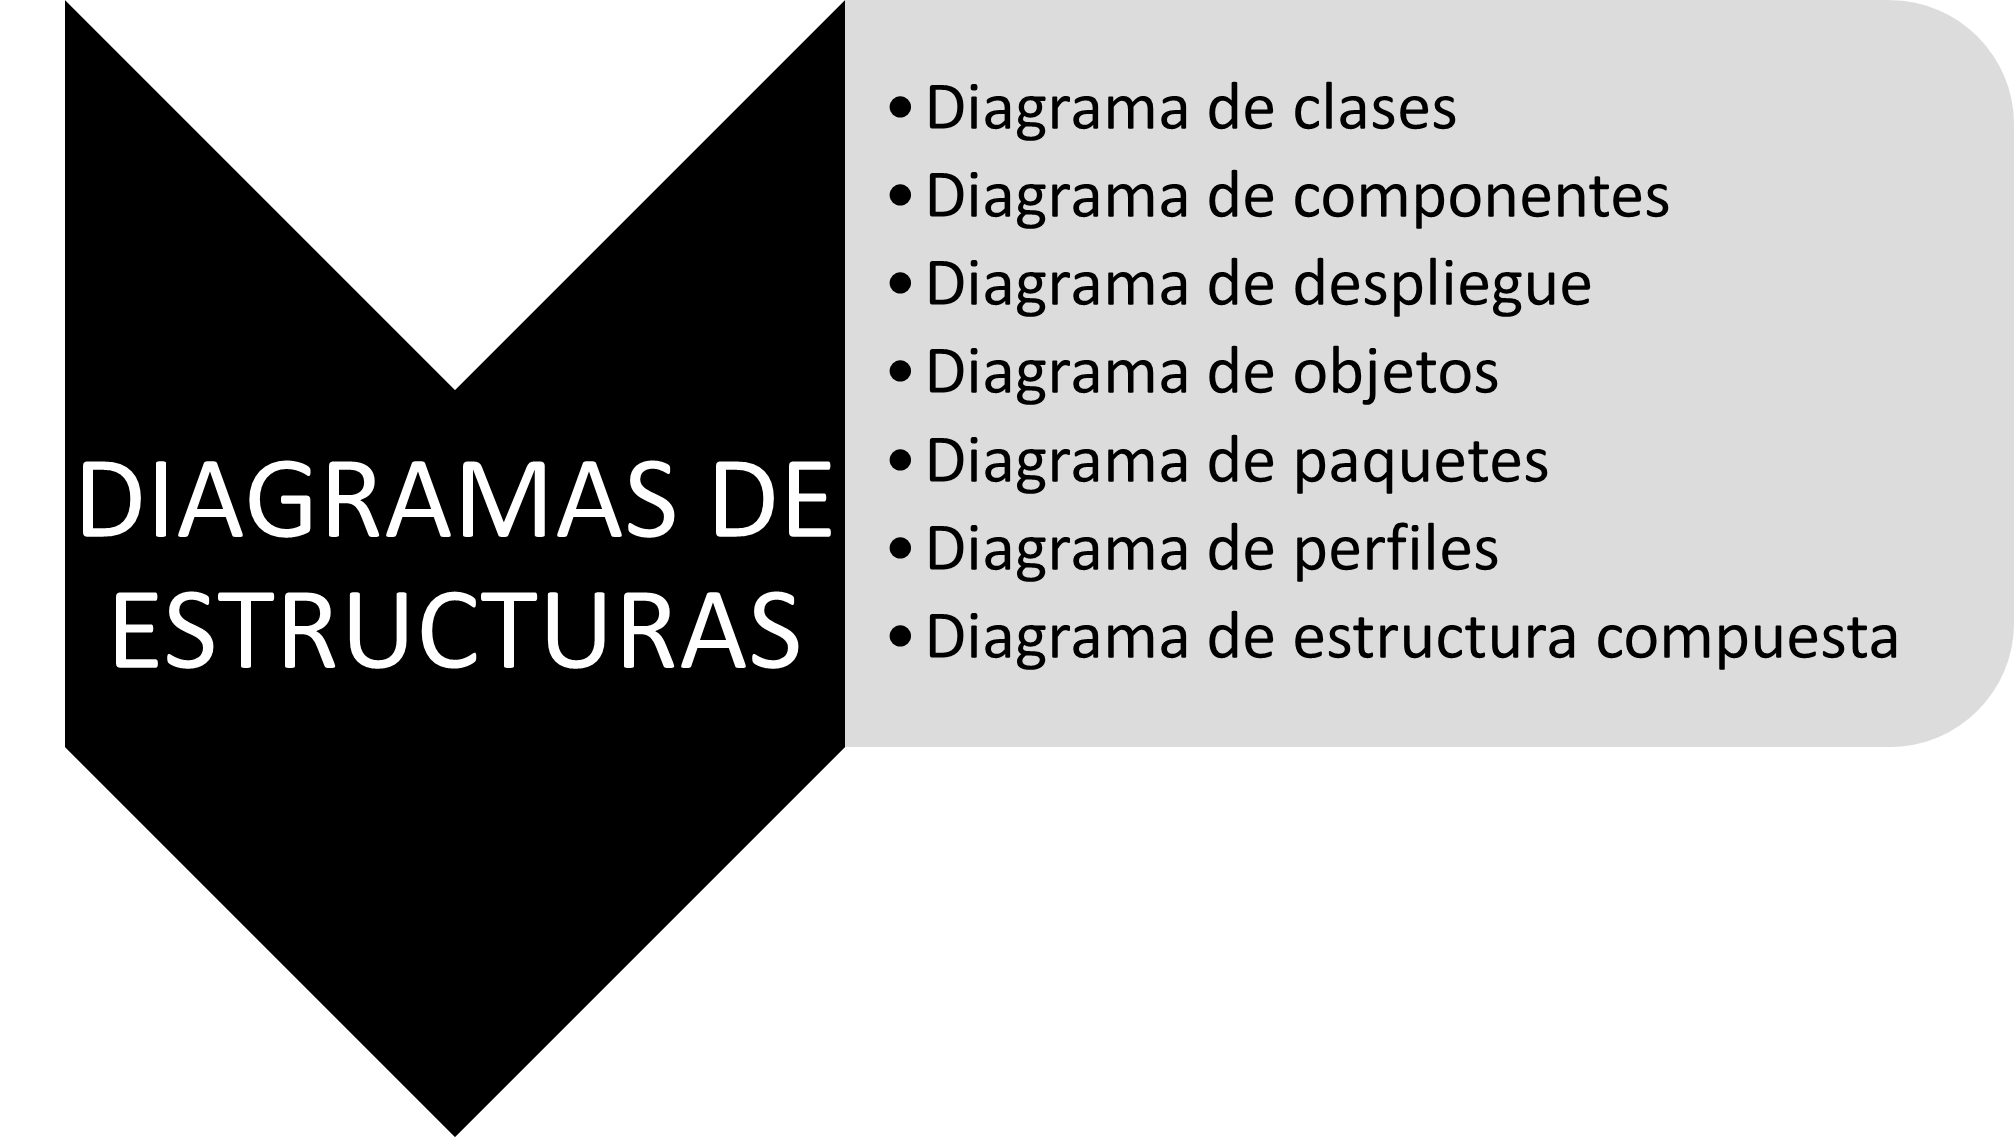 DIAGRAMAS DE
ESTRUCTURAS
• Diagrama de clases
• Diagrama de componentes
• Diagrama de despliegue
• Diagrama de objetos
• Diagrama de paquetes
• Diagrama de perfiles
• Diagrama de estructura compuesta